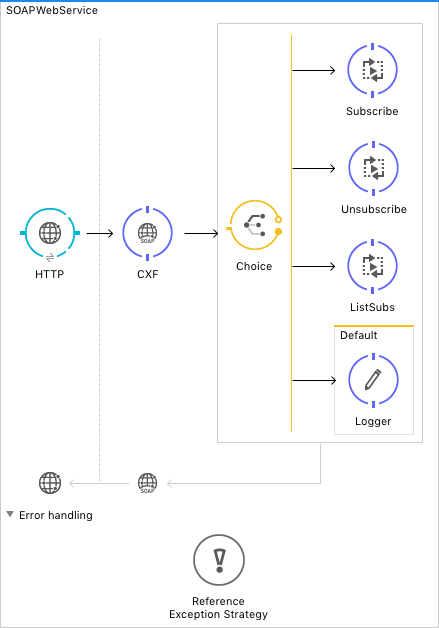 SOAPWebService
Subscribe
Unsubscribe
HTTP
SOAP
CXF
Choice
ListSubs
Default
Logger
SOAP
Error handling
Reference
Exception Strategy